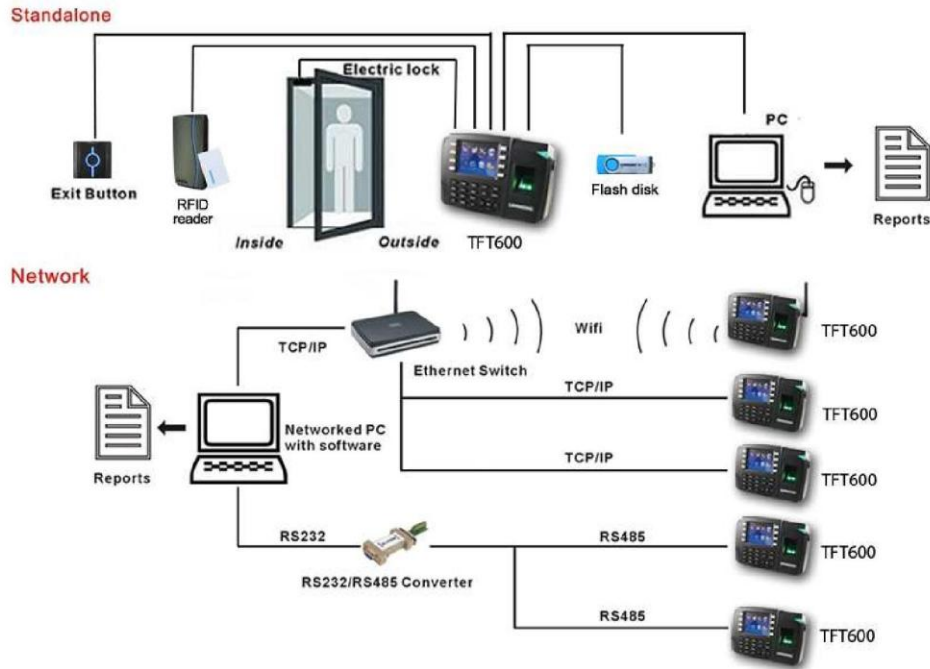 Standalone
Electric lock
PC
Exit Button
RFID
reader
Flash disk
Reports
Inside
Outside
TFT600
Network
Wifi
TFT600
TCP/IP
Ethernet Switch
TCP/IP
TFT600
Networked PC
with software
TCP/IP
Reports
TFT600
RS232
RS485
TFT600
RS232/RS485 Converter
RS485
TFT600